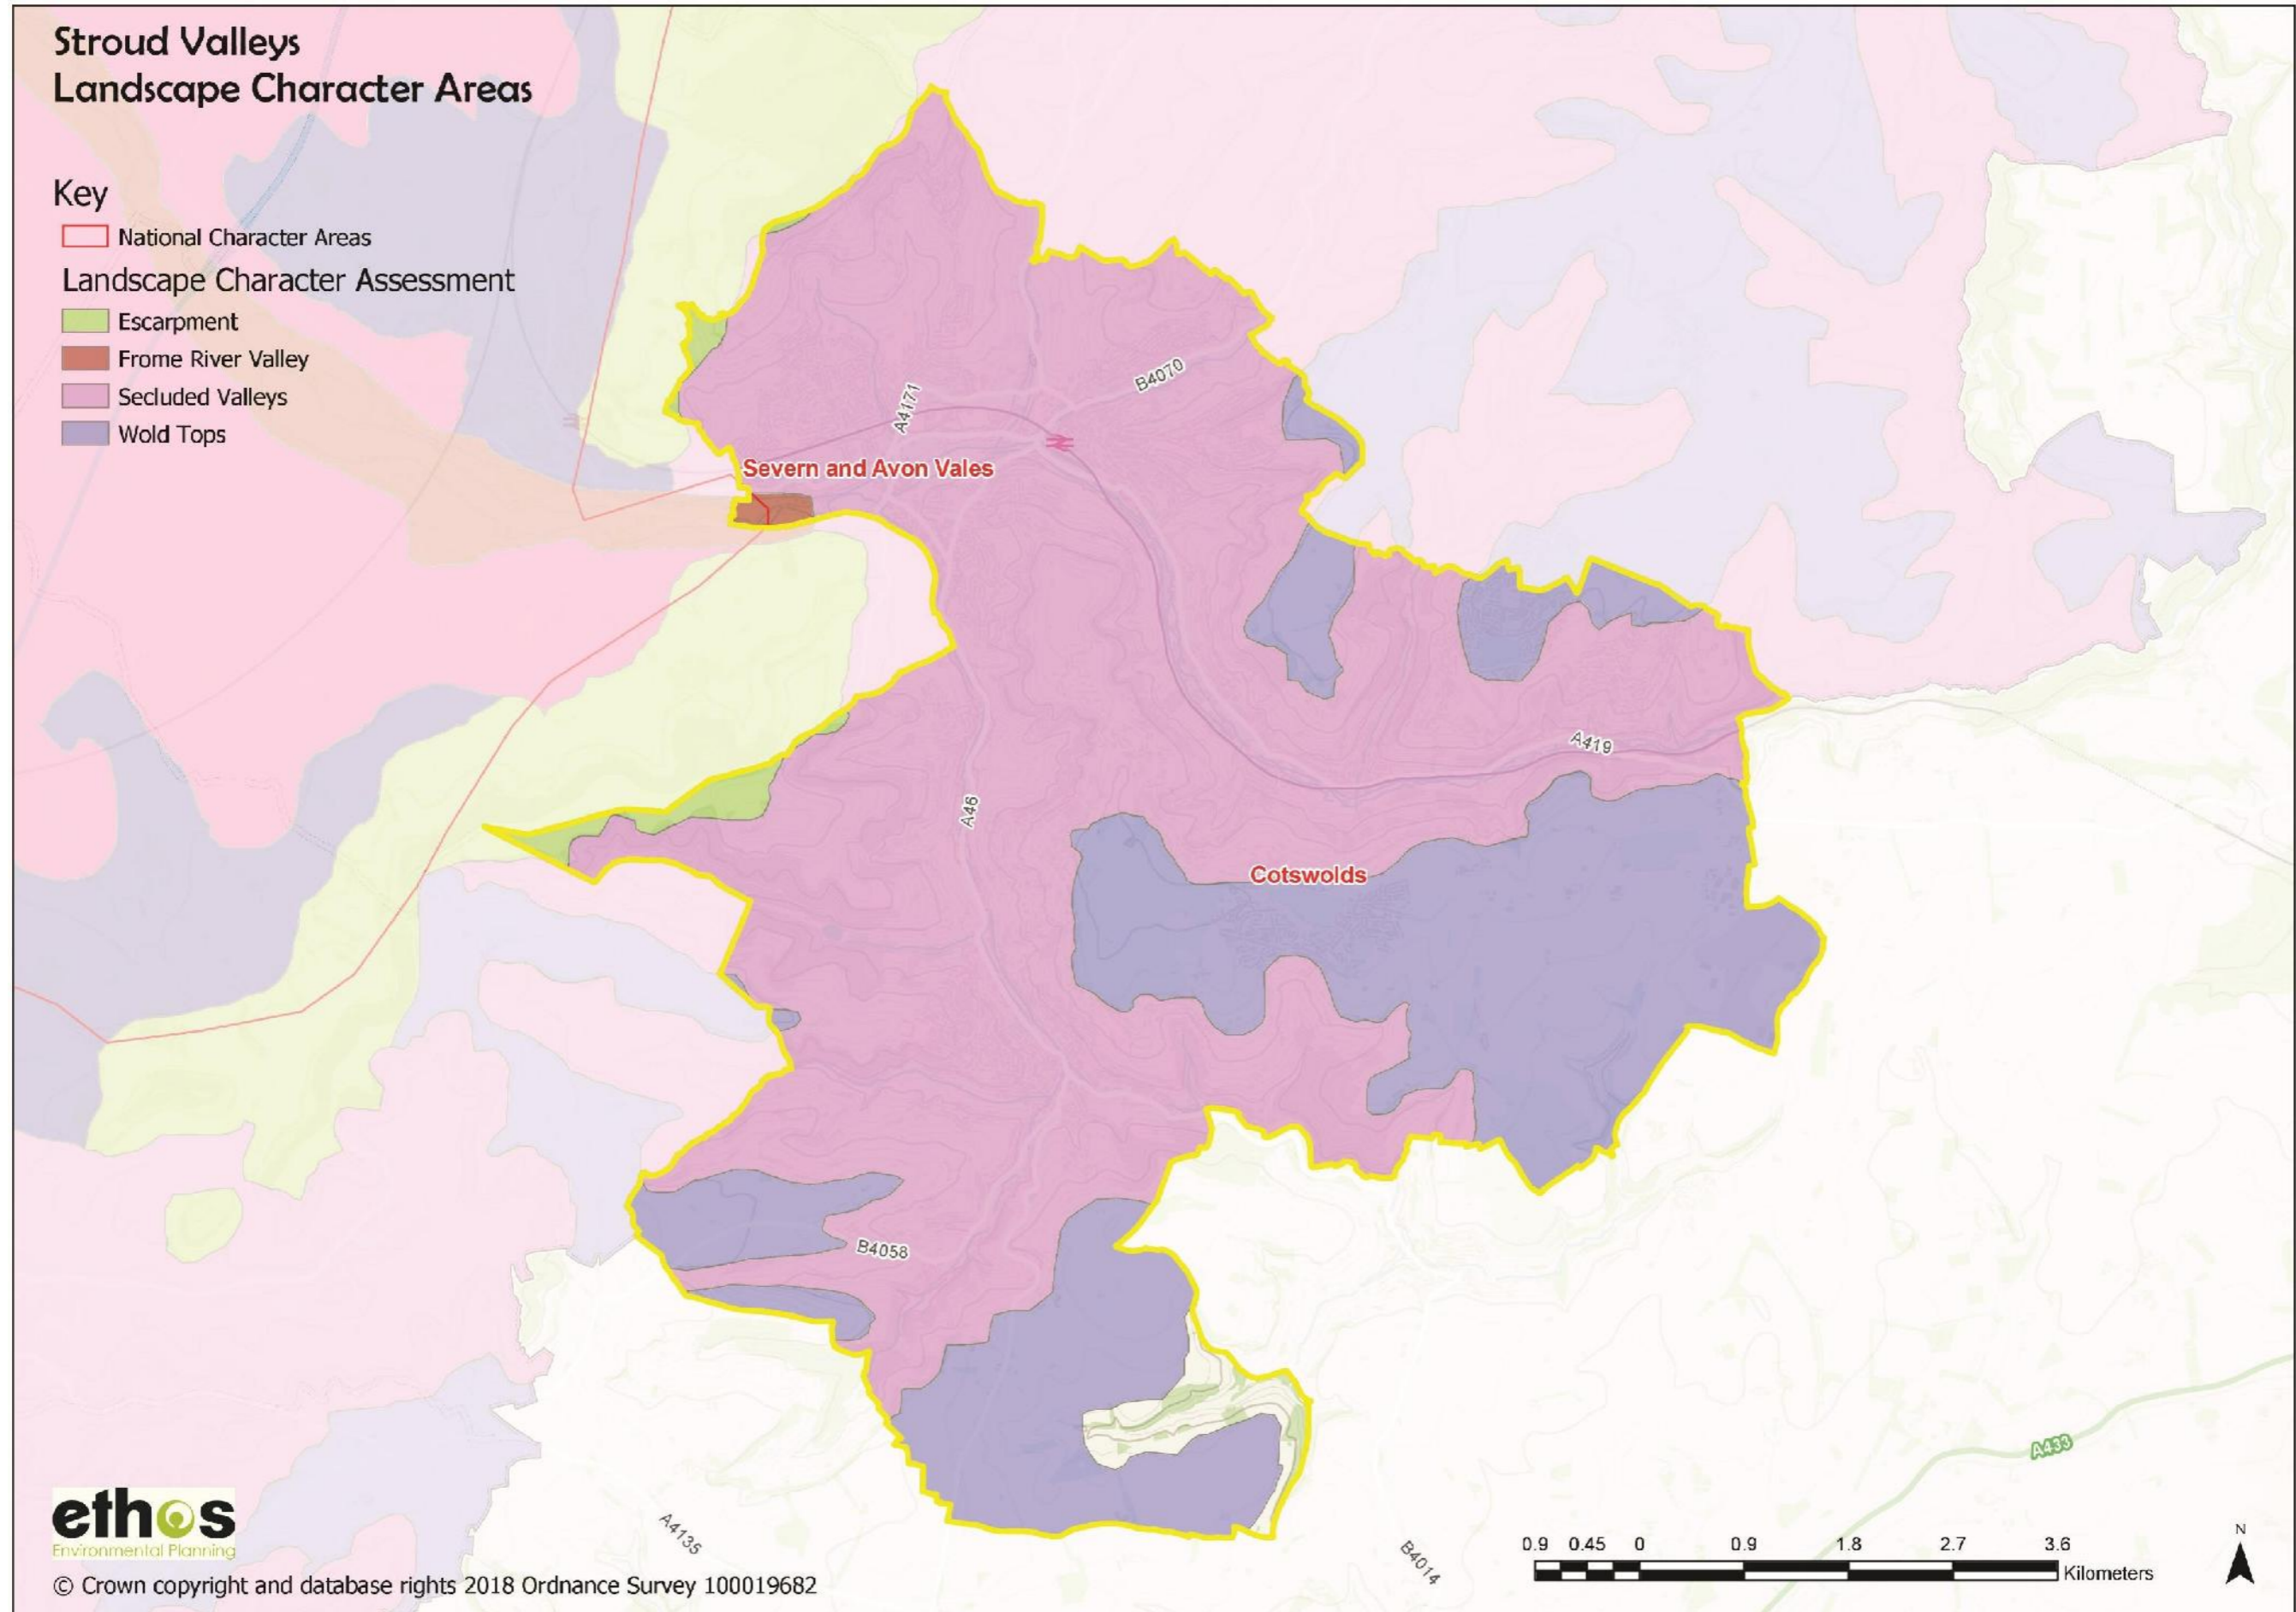 Stroud Valleys
Landscape Character Areas
Key
National Character Areas
Landscape Character Assessment
Escarpment
Frome River Valley
Secluded Valleys
Wold Tops
A4171
B4070
Severn and Avon Vales
A419
A46
Cotswolds
B4058
A433
A4135
B4014
ethos
Environmental Planning
© Crown copyright and database rights 2018 Ordnance Survey 100019682
0.9 0.45 0 0.9 1.8 2.7 3.6
Kilometers
N